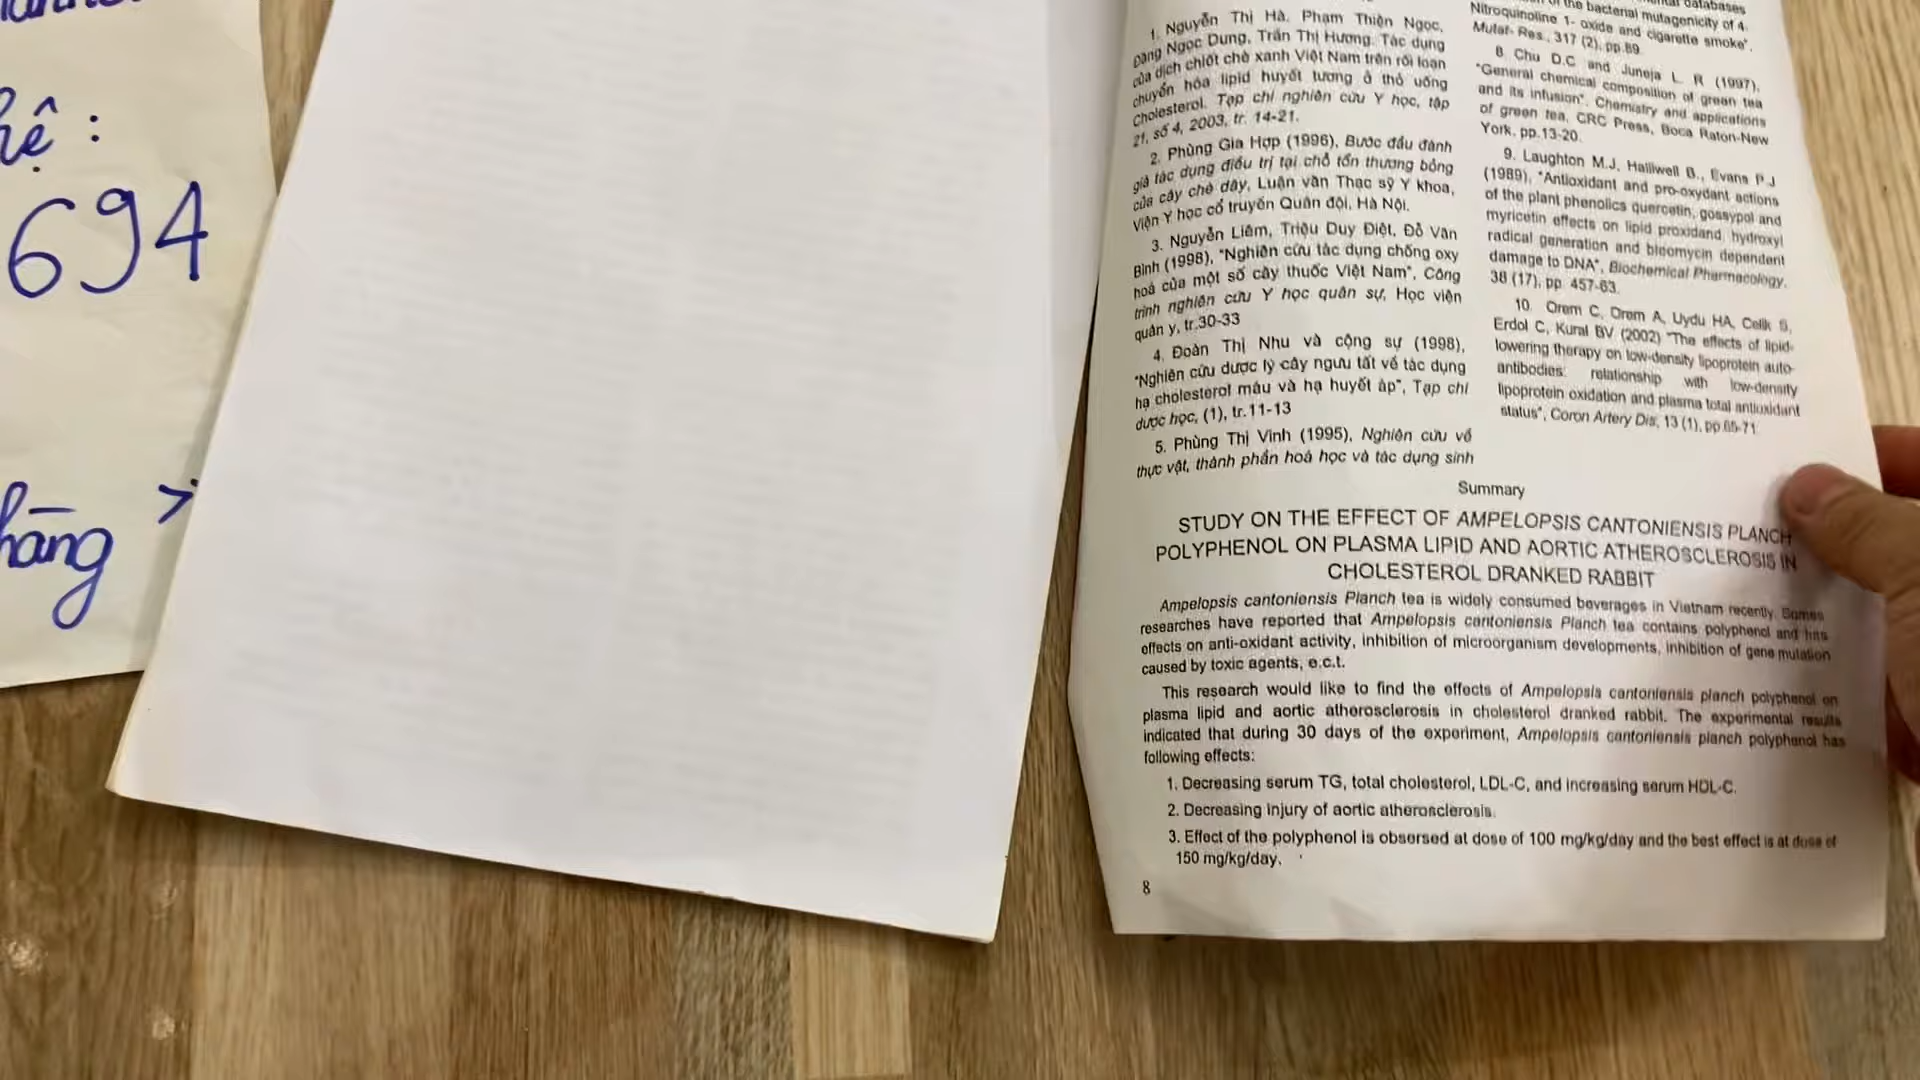 hệ :
694
hàng >
1. Nguyễn Thị Hà, Phạm Thiện Ngọc,
Đặng Ngọc Dung, Trần Thị Hương. Tác dụng
của dịch chiết chè xanh Việt Nam trên rối loạn
chuyển hóa lipid huyết tương ở thỏ uống
Cholesterol. Tạp chí nghiên cứu Y học, tập
21, số 4, 2003, tr. 14-21.
2. Phùng Gia Hợp (1996), Bước đầu đánh
giá tác dụng điều trị tại chỗ tổn thương bỏng
của cây chè dây, Luận văn Thạc sỹ Y khoa,
Viện Y học cổ truyền Quân đội, Hà Nội.
3. Nguyễn Liêm, Triệu Duy Điệt, Đỗ Văn
Bình (1998), "Nghiên cứu tác dụng chống oxy
hoá của một số cây thuốc Việt Nam", Công
trình nghiên cứu Y học quân sự, Học viện
quân y, tr.30-33
4. Đoàn Thị Nhu và cộng sự (1998),
"Nghiên cứu dược lý cây ngưu tất về tác dụng
hạ cholesterol máu và hạ huyết áp", Tạp chí
dược học, (1), tr.11-13
5. Phùng Thị Vinh (1995), Nghiên cứu về
thực vật, thành phần hoá học và tác dụng sinh
databases
of the bacterial mutagenicity of 4-
Nitroquinoline 1- oxide and cigarette smoke",
Mutat- Res., 317 (2), pp.89.
8. Chu D.C and Juneja L. R (1997),
"General chemical composition of green tea
and its infusion", Chemistry and applications
of green tea, CRC Press, Boca Raton-New
York, pp.13-20.
9. Laughton M.J, Halliwell B., Evans P.J
(1989), "Antioxidant and pro-oxydant actions
of the plant phenolics quercetin, gossypol and
myricetin effects on lipid proxidand, hydroxyl
radical generation and bleomycin dependent
damage to DNA", Biochemical Pharmacology,
38 (17), pp. 457-63.
10. Orem C, Orem A, Uydu HA, Celik S,
Erdol C, Kural BV (2002) "The effects of lipid-
lowering therapy on low-density lipoprotein auto-
antibodies: relationship with low-density
lipoprotein oxidation and plasma total antioxidant
status", Coron Artery Dis, 13 (1), pp.65-71.
Summary
STUDY ON THE EFFECT OF AMPELOPSIS CANTONIENSIS PLANCH
POLYPHENOL ON PLASMA LIPID AND AORTIC ATHEROSCLEROSIS IN
CHOLESTEROL DRANKED RABBIT
Ampelopsis cantoniensis Planch tea is widely consumed beverages in Vietnam recently. Somes
researches have reported that Ampelopsis cantoniensis Planch tea contains polyphenol and has
effects on anti-oxidant activity, inhibition of microorganism developments, inhibition of gene mutation
caused by toxic agents, e.c.t.
This research would like to find the effects of Ampelopsis cantoniensis planch polyphenol on
plasma lipid and aortic atherosclerosis in cholesterol dranked rabbit. The experimental results
indicated that during 30 days of the experiment, Ampelopsis cantoniensis planch polyphenol has
following effects:
1. Decreasing serum TG, total cholesterol, LDL-C, and increasing serum HDL-C.
2. Decreasing injury of aortic atherosclerosis.
3. Effect of the polyphenol is obsersed at dose of 100 mg/kg/day and the best effect is at dose of
150 mg/kg/day.
8